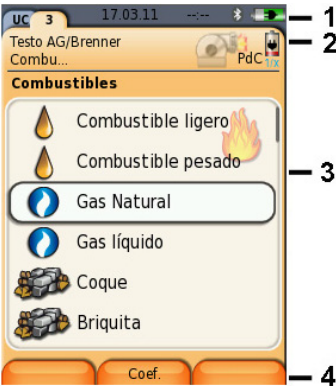 UC 3 17.03.11 --:-- 1
Testo AG/Brenner 2
Combu... PdC 1/x
Combustibles
Combustible ligero
Combustible pesado 3
Gas Natural
Gas líquido
Coque
Briquita
Coef. 4